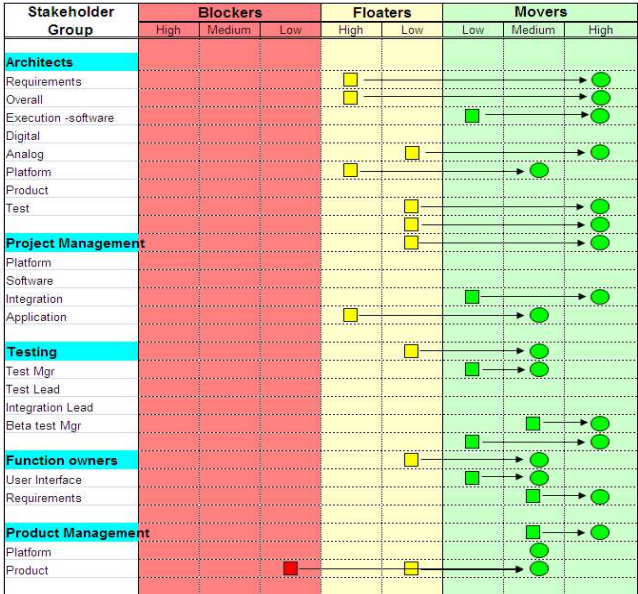 Stakeholder Group Blockers Floaters Movers
High Medium Low High Low Low Medium High
Architects
Requirements
Overall
Execution -software
Digital
Analog
Platform
Product
Test
Project Management
Platform
Software
Integration
Application
Testing
Test Mgr
Test Lead
Integration Lead
Beta test Mgr
Function owners
User Interface
Requirements
Product Management
Platform
Product